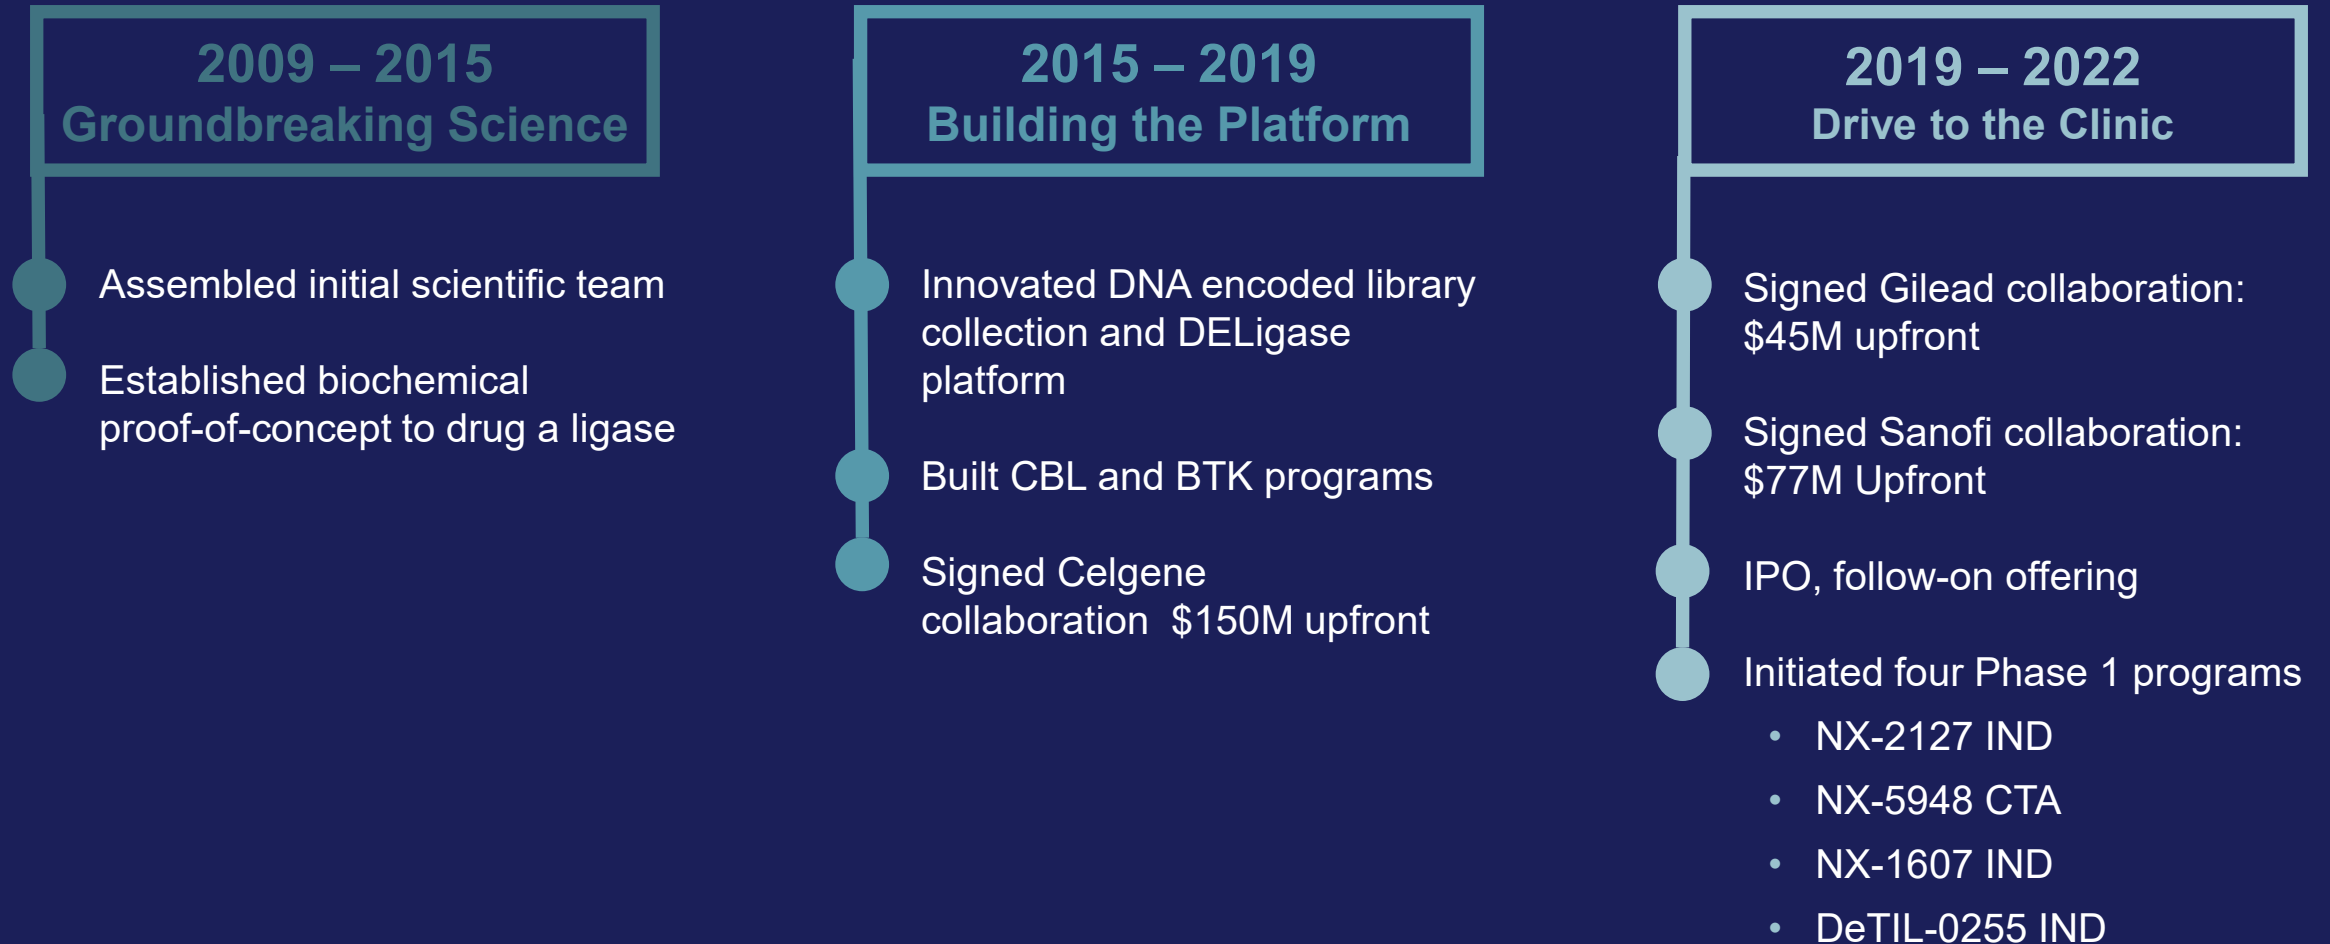 2009 – 2015
Groundbreaking Science
Assembled initial scientific team
Established biochemical
proof-of-concept to drug a ligase
2015 – 2019
Building the Platform
Innovated DNA encoded library
collection and DELigase
platform
Built CBL and BTK programs
Signed Celgene
collaboration  $150M upfront
2019 – 2022
Drive to the Clinic
Signed Gilead collaboration:
$45M upfront
Signed Sanofi collaboration:
$77M Upfront
IPO, follow-on offering
Initiated four Phase 1 programs
• NX-2127 IND
• NX-5948 CTA
• NX-1607 IND
• DeTIL-0255 IND